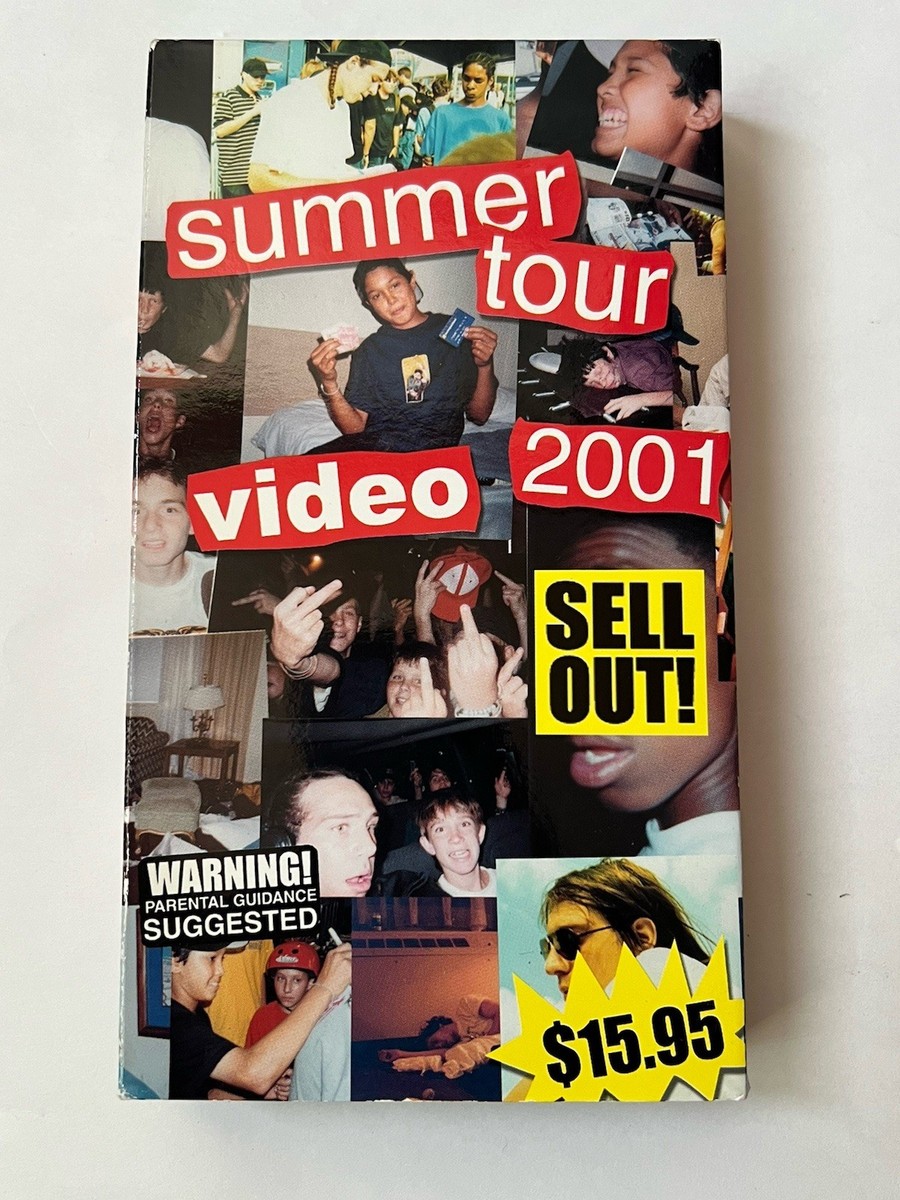 summer
tour
video
2001
SELL
OUT!
WARNING!
PARENTAL GUIDANCE
SUGGESTED
$15.95